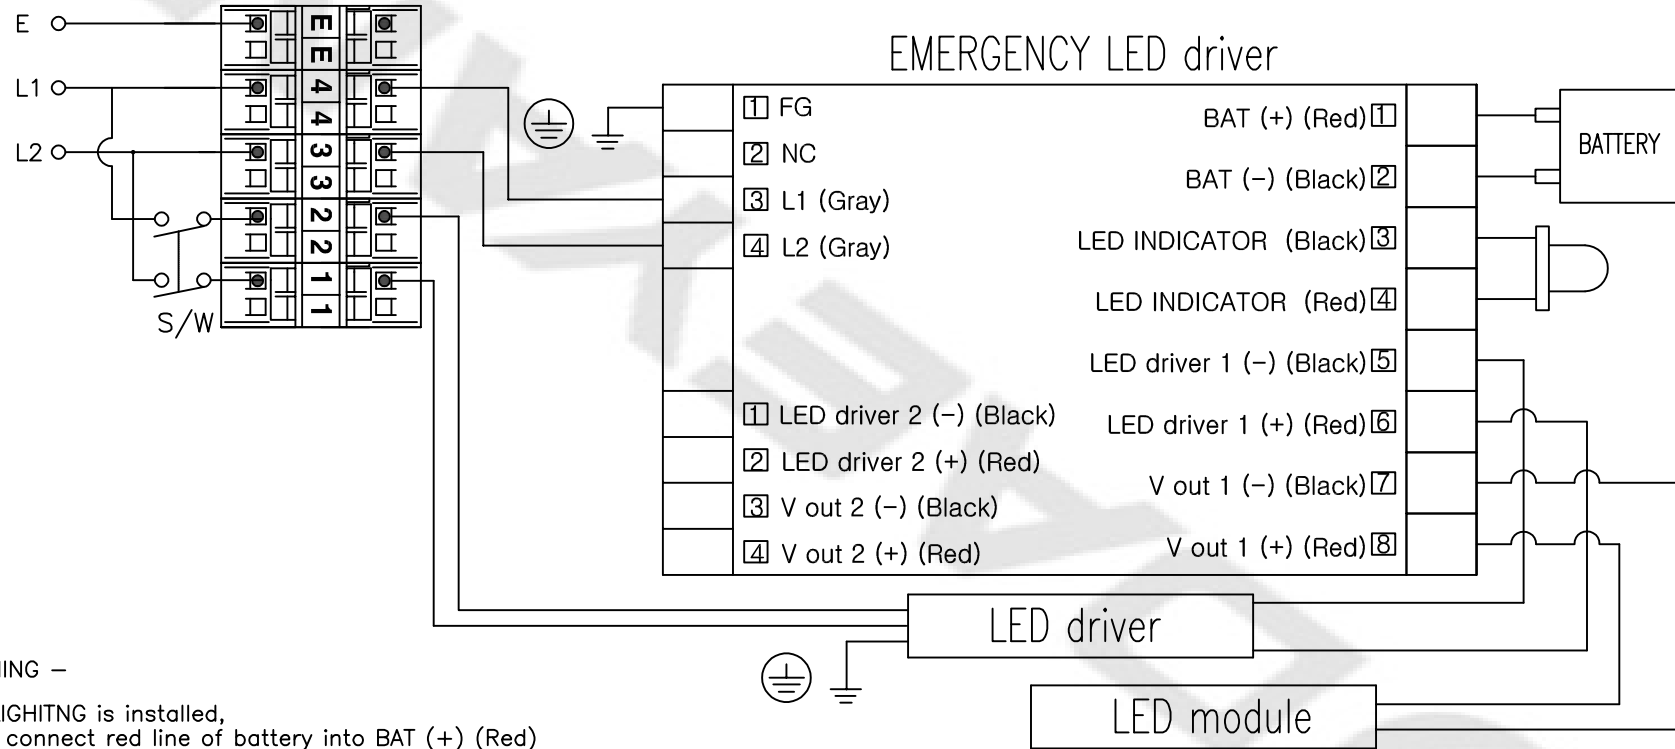 EMERGENCY LED driver
E
L1
L2
S/W
E
E
4
4
3
3
2
2
1
1
1 FG
2 NC
3 L1 (Gray)
4 L2 (Gray)
1 LED driver 2 (−) (Black)
2 LED driver 2 (+) (Red)
3 V out 2 (−) (Black)
4 V out 2 (+) (Red)
BAT (+) (Red) 1
BAT (−) (Black) 2
LED INDICATOR (Black) 3
LED INDICATOR (Red) 4
LED driver 1 (−) (Black) 5
LED driver 1 (+) (Red) 6
V out 1 (−) (Black) 7
V out 1 (+) (Red) 8
BATTERY
LED driver
LED module
ING −
IGHITNG is installed,
connect red line of battery into BAT (+) (Red)